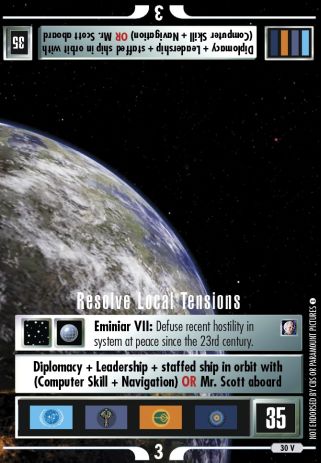 3
Diplomacy + Leadership + staffed ship in orbit with
(Computer Skill + Navigation) OR Mr. Scott aboard
35
Resolve Local Tensions
Eminiar VII: Defuse recent hostility in
system at peace since the 23rd century.
Diplomacy + Leadership + staffed ship in orbit with
(Computer Skill + Navigation) OR Mr. Scott aboard
35
3
30 V
NOT ENDORSED BY CBS OR PARAMOUNT PICTURES